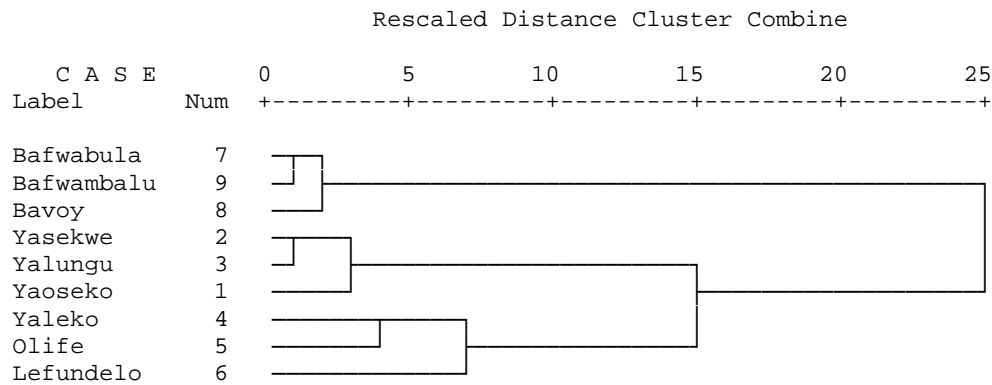 Rescaled Distance Cluster Combine
C A S E 0 5 10 15 20 25
Label Num +---------+---------+---------+---------+---------+
Bafwabula 7
Bafwambalu 9
Bavoy 8
Yasekwe 2
Yalungu 3
Yaoseko 1
Yaleko 4
Olife 5
Lefundelo 6